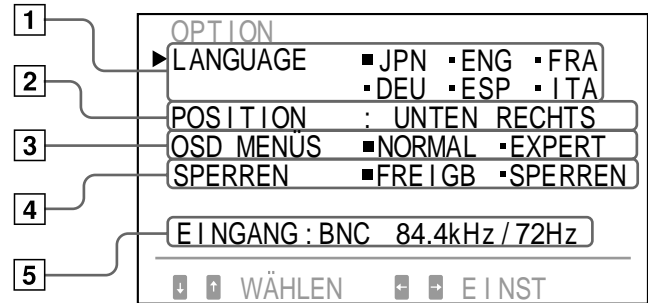 OPTION
1
LANGUAGE ■JPN ▪ENG ▪FRA
▪DEU ▪ESP ▪ITA
2
POSITION : UNTEN RECHTS
3
OSD MENÜS ■NORMAL ▪EXPERT
4
SPERREN ■FREIGB ▪SPERREN
5
EINGANG : BNC 84.4kHz / 72Hz
↓ ↑ WÄHLEN ← → EINST